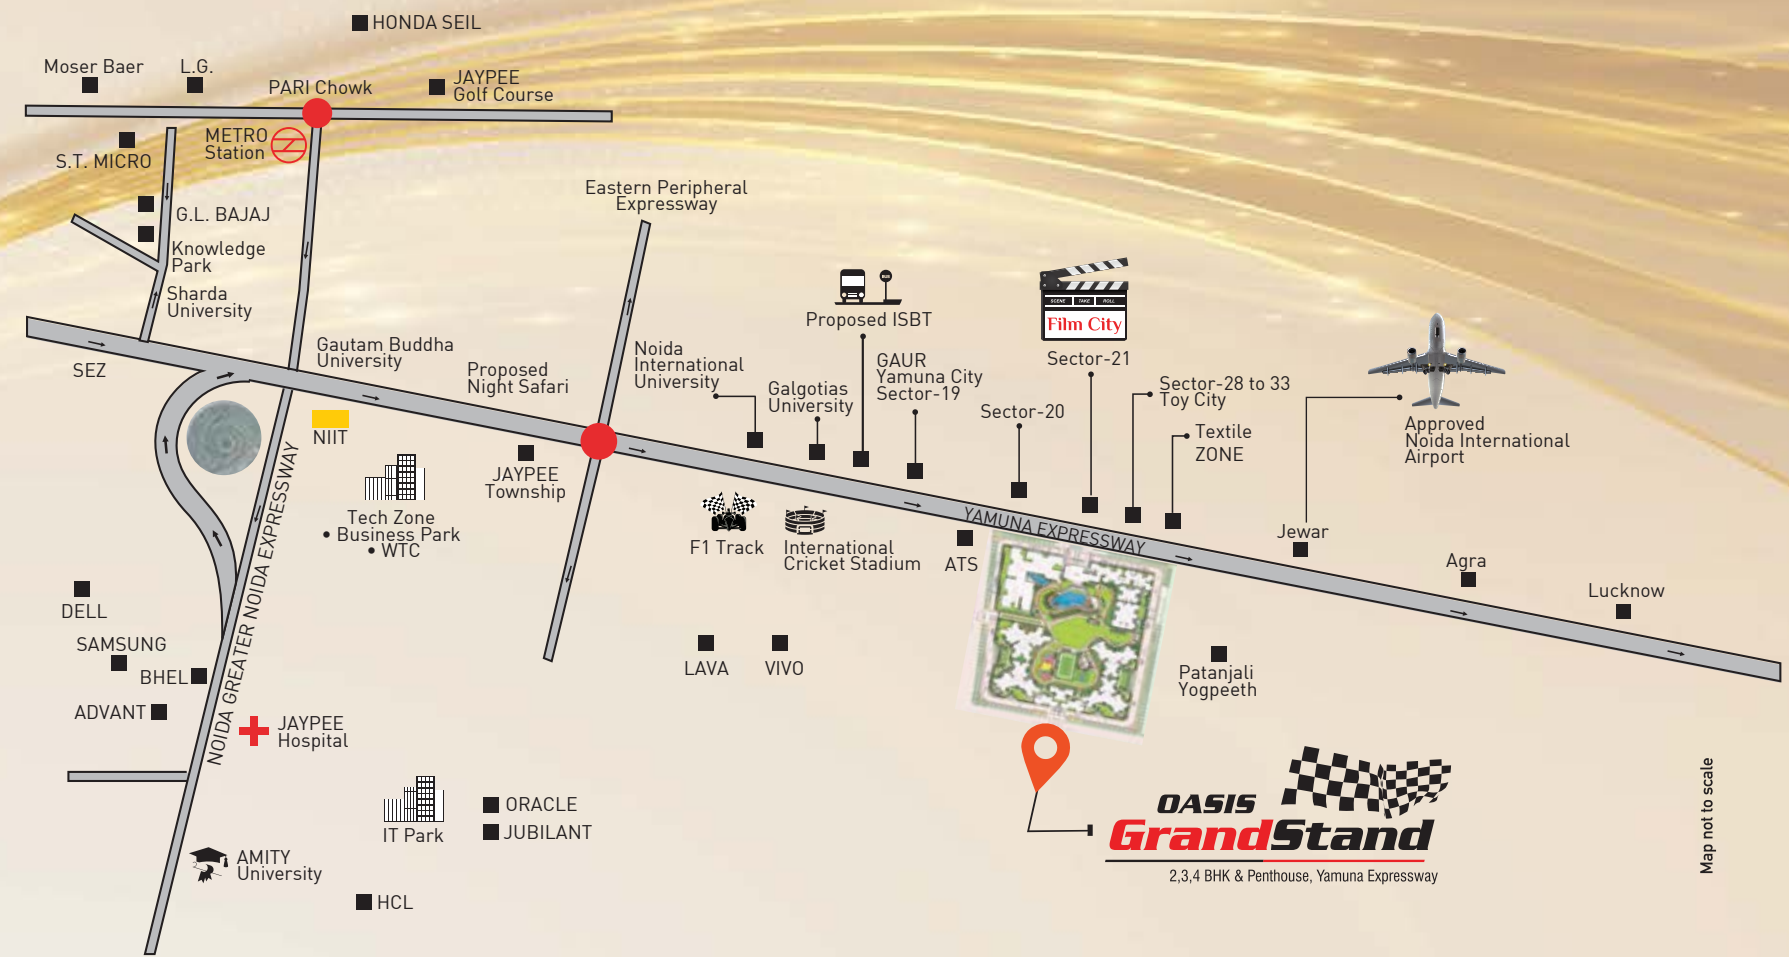 HONDA SEIL
Moser Baer
L.G.
PARI Chowk
JAYPEE
Golf Course
METRO
Station
S.T. MICRO
G.L. BAJAJ
Knowledge
Park
Sharda
University
Eastern Peripheral
Expressway
SEZ
Gautam Buddha
University
Proposed
Night Safari
Noida
International
University
Galgotias
University
BUS
Proposed ISBT
GAUR
Yamuna City
Sector-19
Sector-20
SCENE TAKE ROLL
Film City
Sector-21
Sector-28 to 33
Toy City
Textile
ZONE
Approved
Noida International
Airport
NIIT
Tech Zone
• Business Park
• WTC
JAYPEE
Township
F1 Track
International
Cricket Stadium
ATS
YAMUNA EXPRESSWAY
Jewar
Agra
Lucknow
NOIDA GREATER NOIDA EXPRESSWAY
DELL
SAMSUNG
BHEL
ADVANT
JAYPEE
Hospital
LAVA
VIVO
Patanjali
Yogpeeth
IT Park
ORACLE
JUBILANT
AMITY
University
HCL
OASIS
GrandStand
2,3,4 BHK & Penthouse, Yamuna Expressway
Map not to scale